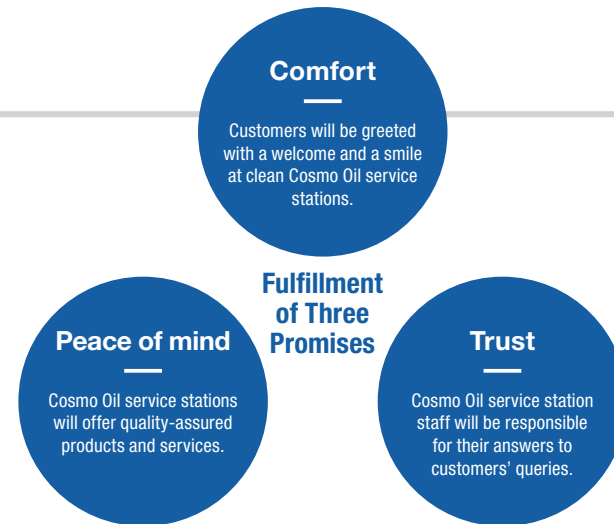 Comfort
Customers will be greeted
with a welcome and a smile
at clean Cosmo Oil service
stations.
Fulfillment
of Three
Promises
Peace of mind
Cosmo Oil service stations
will offer quality-assured
products and services.
Trust
Cosmo Oil service station
staff will be responsible
for their answers to
customers’ queries.